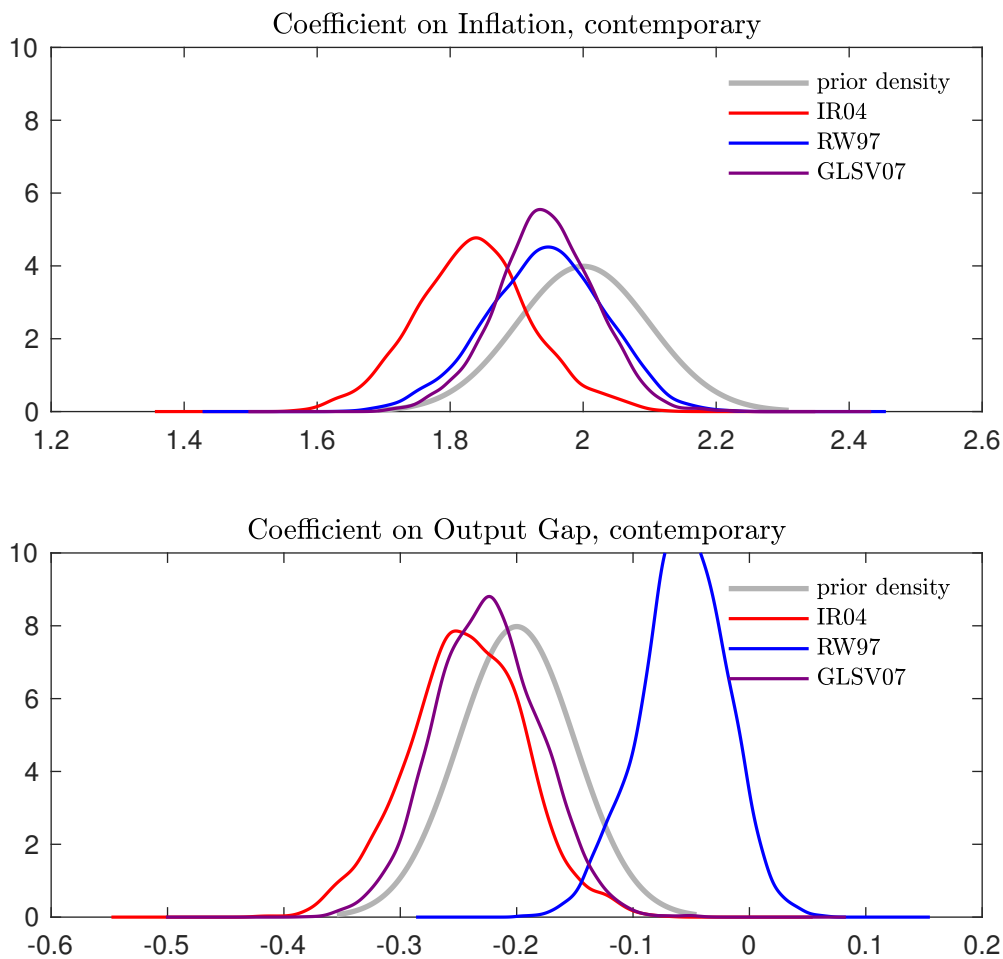 Coefficient on Inflation, contemporary
10
8
6
4
2
0
prior density
IR04
RW97
GLSV07
1.2 1.4 1.6 1.8 2 2.2 2.4 2.6
Coefficient on Output Gap, contemporary
10
8
6
4
2
0
prior density
IR04
RW97
GLSV07
-0.6 -0.5 -0.4 -0.3 -0.2 -0.1 0 0.1 0.2